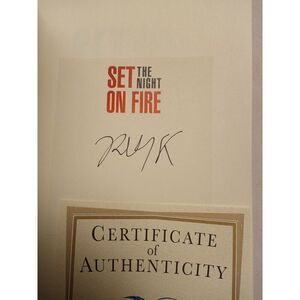 SET THE NIGHT
ON FIRE
CERTIFICATE
of
AUTHENTICITY